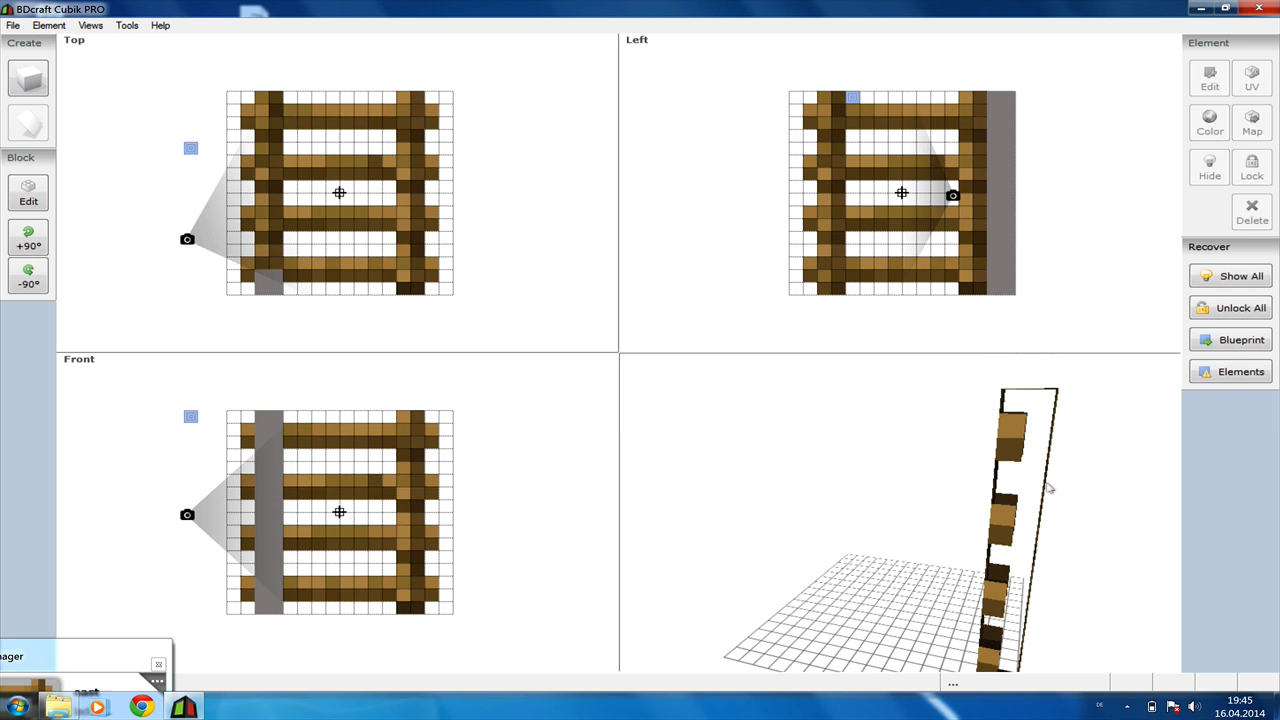 BDcraft Cubik PRO
File Element Views Tools Help
Create
Block
Edit
+90°
-90°
Top
Left
Front
Element
Edit UV
Color Map
Hide Lock
Delete
Recover
Show All
Unlock All
Blueprint
Elements
...
DE
19:45
16.04.2014